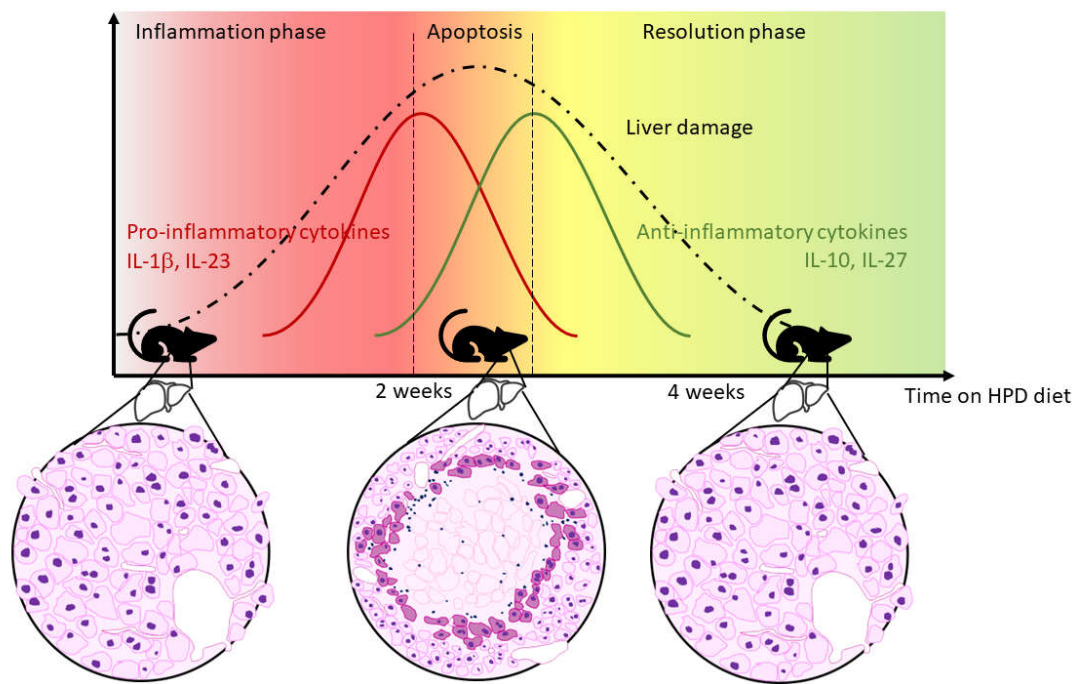 Inflammation phase
Apoptosis
Resolution phase
Liver damage
Pro-inflammatory cytokines
IL-1β, IL-23
Anti-inflammatory cytokines
IL-10, IL-27
2 weeks
4 weeks
Time on HPD diet